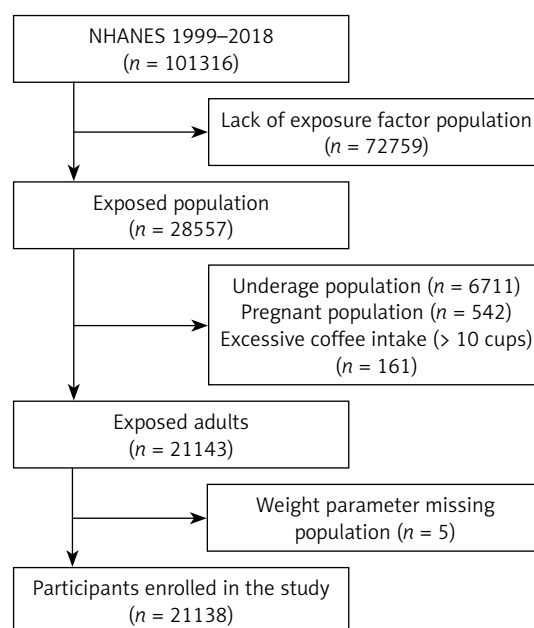 NHANES 1999–2018
(n = 101316)
Lack of exposure factor population
(n = 72759)
Exposed population
(n = 28557)
Underage population (n = 6711)
Pregnant population (n = 542)
Excessive coffee intake (> 10 cups)
(n = 161)
Exposed adults
(n = 21143)
Weight parameter missing
population (n = 5)
Participants enrolled in the study
(n = 21138)